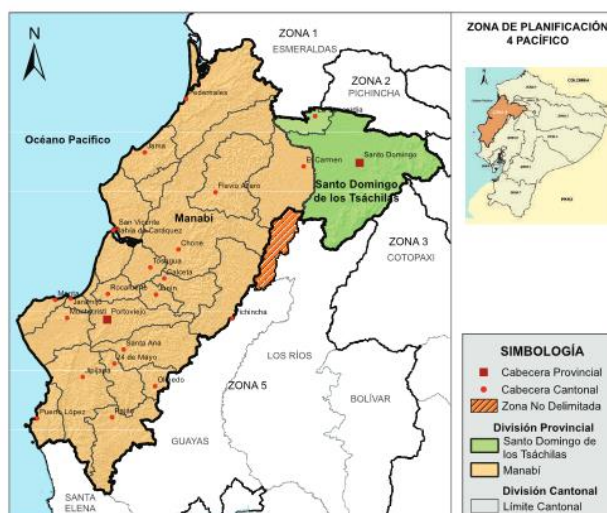 N
ZONA 1
ESMERALDAS
ZONA 2
PICHINCHA
Océano Pacífico
Pedernales
Jama
El Carmen
Santo Domingo
Santo Domingo
de los Tsáchilas
Flavio Alfaro
Manabí
San Vicente
Bahía de Caráquez
Chone
Tosagua
Calceta
Rocafuerte
Junín
Manta
Jaramijó
Montecristi
Portoviejo
Pichincha
ZONA 3
COTOPAXI
Santa Ana
24 de Mayo
Jipijapa
Olmedo
Puerto López
Paján
LOS RÍOS
ZONA 5
BOLÍVAR
GUAYAS
SANTA
ELENA
ZONA DE PLANIFICACIÓN
4 PACÍFICO
COLOMBIA
PERÚ
SIMBOLOGÍA
Cabecera Provincial
Cabecera Cantonal
Zona No Delimitada
División Provincial
Santo Domingo de
los Tsáchilas
Manabí
División Cantonal
Límite Cantonal